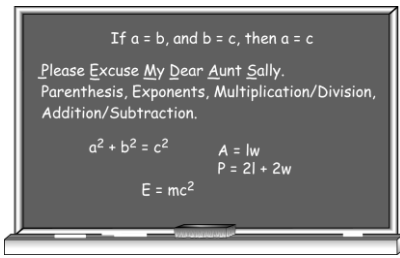 If a = b, and b = c, then a = c
Please Excuse My Dear Aunt Sally.
Parenthesis, Exponents, Multiplication/Division,
Addition/Subtraction.
a² + b² = c²
A = lw
P = 2l + 2w
E = mc²